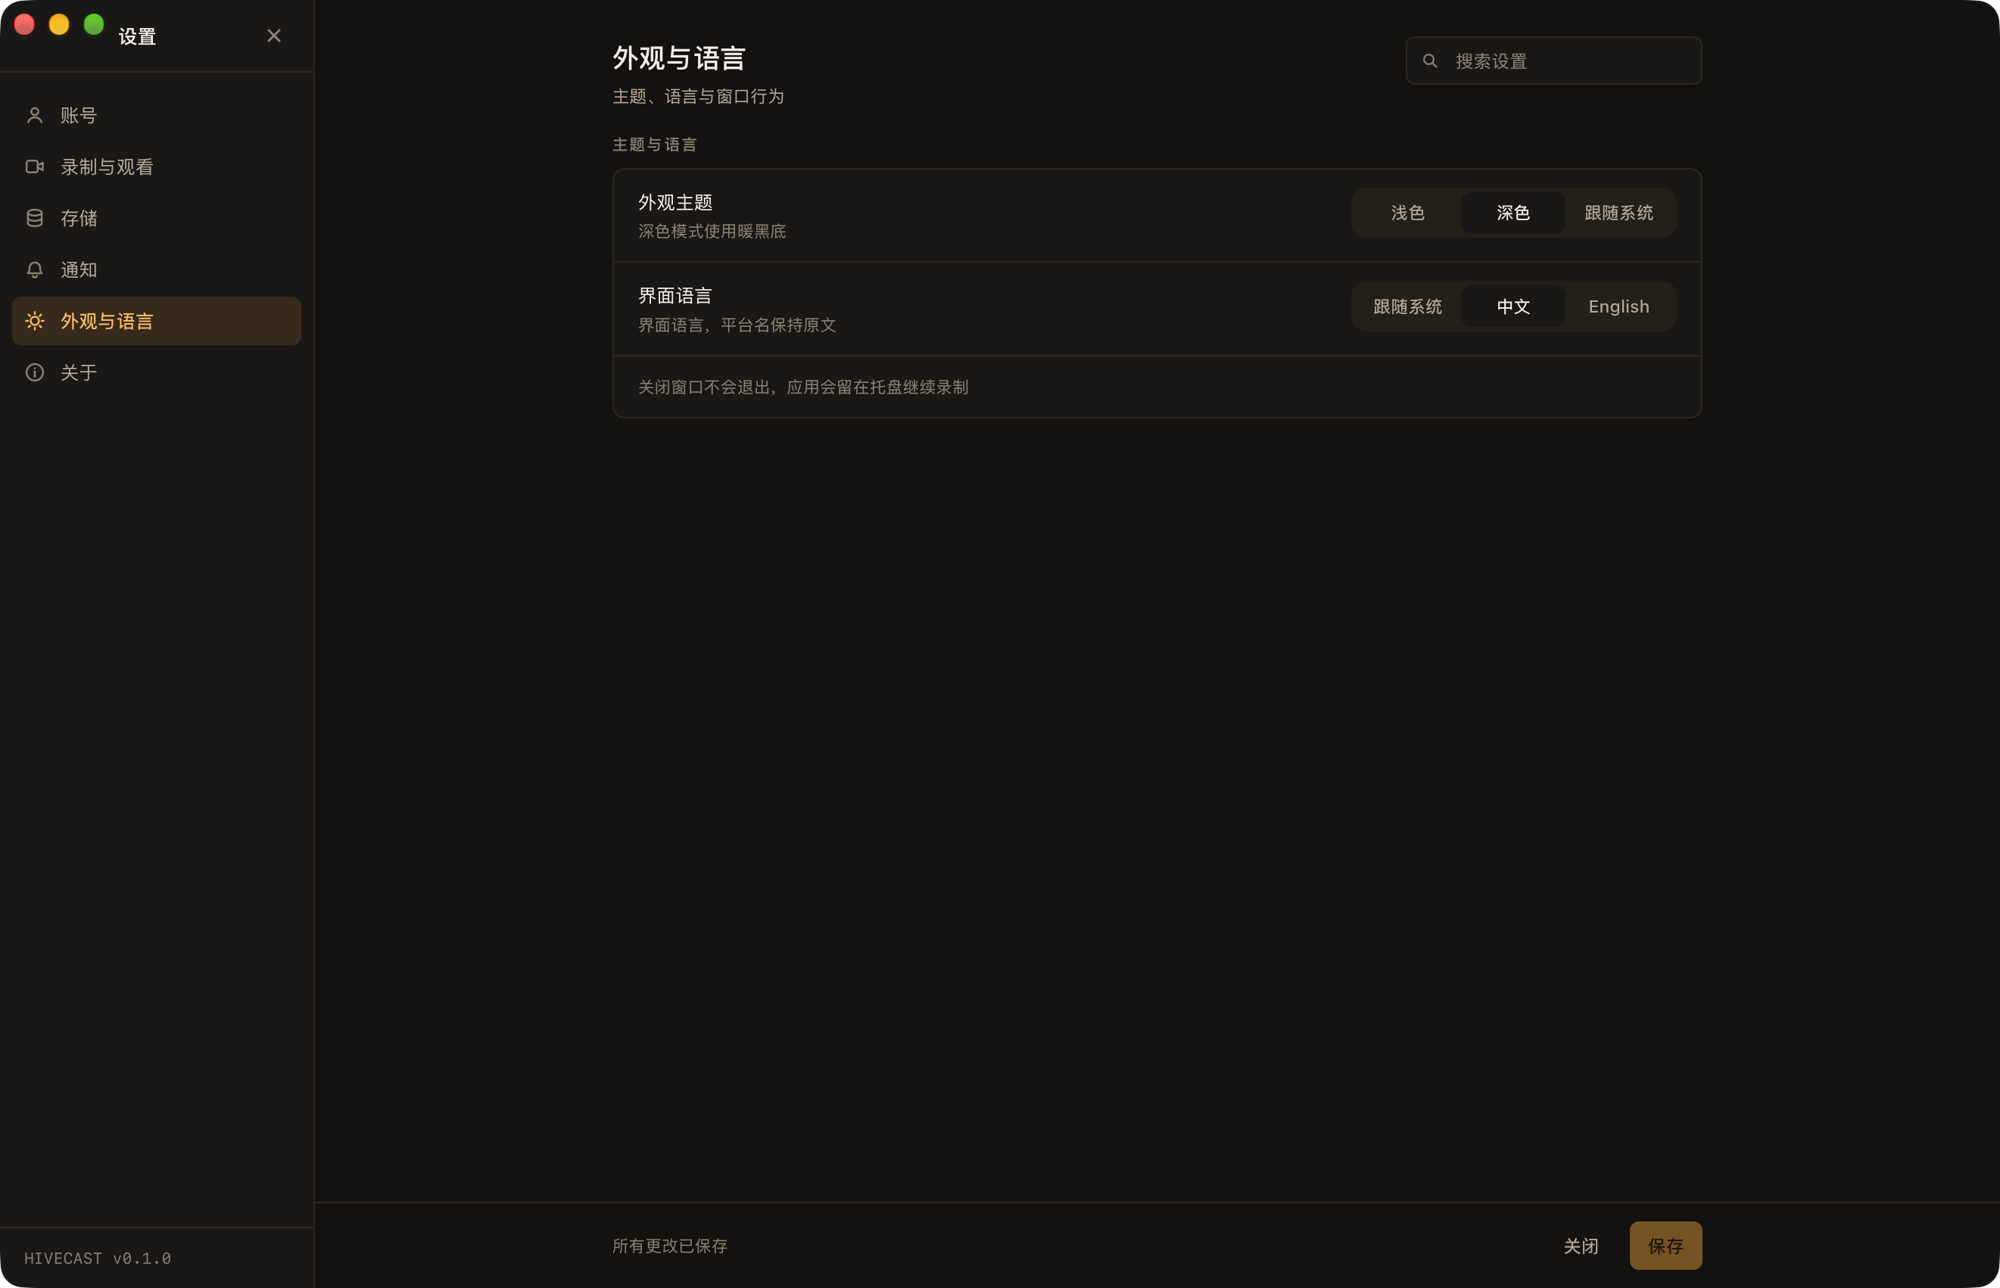 设置
账号
录制与观看
存储
通知
外观与语言
关于
HIVECAST v0.1.0
外观与语言
主题、语言与窗口行为
搜索设置
主题与语言
外观主题
深色模式使用暖黑底
浅色 深色 跟随系统
界面语言
界面语言，平台名保持原文
跟随系统 中文 English
关闭窗口不会退出，应用会留在托盘继续录制
所有更改已保存
关闭 保存